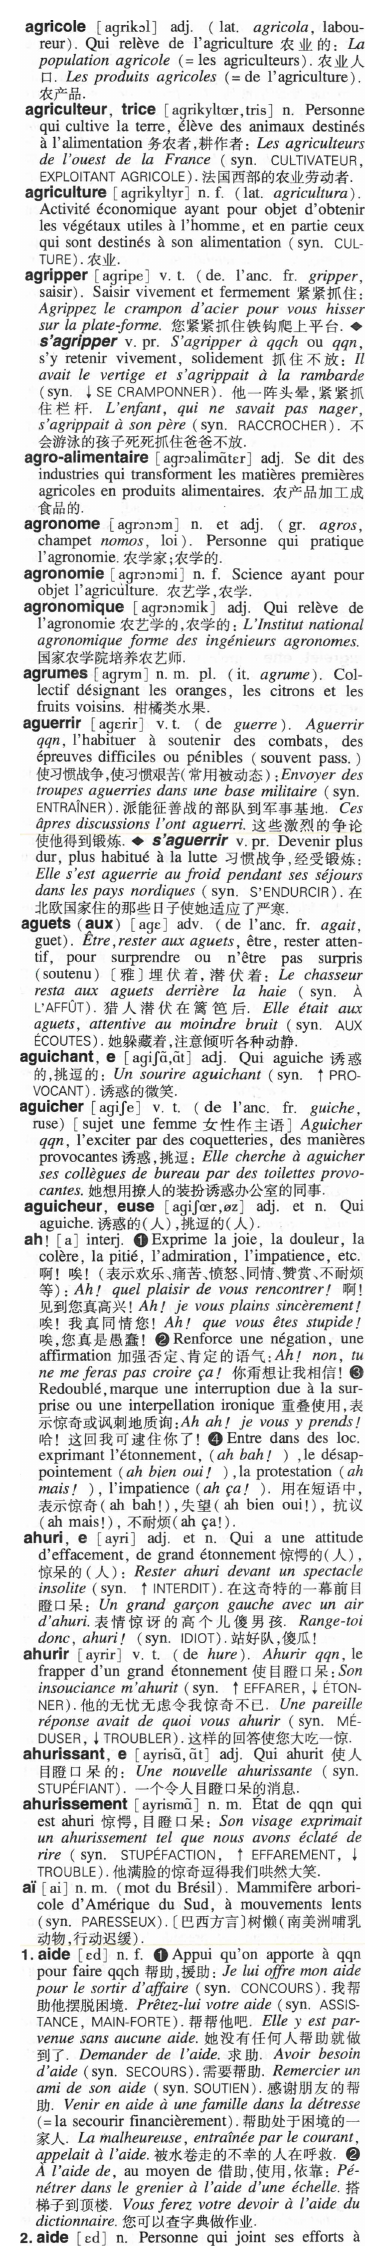 agricole [agrikɔl] adj. (lat. agricola, labou-
reur). Qui relève de l'agriculture 农业的: La
population agricole (= les agriculteurs). 农业人
口. Les produits agricoles (= de l'agriculture).
农产品.
agriculteur, trice [agrikyltœr,tris] n. Personne
qui cultive la terre, élève des animaux destinés
à l'alimentation 务农者,耕作者: Les agriculteurs
de l'ouest de la France (syn. CULTIVATEUR,
EXPLOITANT AGRICOLE). 法国西部的农业劳动者.
agriculture [agrikyltyr] n. f. (lat. agricultura).
Activité économique ayant pour objet d'obtenir
les végétaux utiles à l'homme, et en partie ceux
qui sont destinés à son alimentation (syn. CUL-
TURE). 农业.
agripper [agripe] v. t. (de. l'anc. fr. gripper,
saisir). Saisir vivement et fermement 紧紧抓住:
Agrippez le crampon d'acier pour vous hisser
sur la plate-forme. 您紧紧抓住铁钩爬上平台. ◆
s'agripper v. pr. S'agripper à qqch ou qqn,
s'y retenir vivement, solidement 抓住不放: Il
avait le vertige et s'agrippait à la rambarde
(syn. ↓ SE CRAMPONNER). 他一阵头晕,紧紧抓
住栏杆. L'enfant, qui ne savait pas nager,
s'agrippait à son père (syn. RACCROCHER). 不
会游泳的孩子死死抓住爸爸不放.
agro-alimentaire [agrɔalimɑ̃tɛr] adj. Se dit des
industries qui transforment les matières premières
agricoles en produits alimentaires. 农产品加工成
食品的.
agronome [agrɔnɔm] n. et adj. (gr. agros,
champet nomos, loi). Personne qui pratique
l'agronomie. 农学家;农学的.
agronomie [agrɔnɔmi] n. f. Science ayant pour
objet l'agriculture. 农艺学,农学.
agronomique [agrɔnɔmik] adj. Qui relève de
l'agronomie 农艺学的,农学的: L'Institut national
agronomique forme des ingénieurs agronomes.
国家农学院培养农艺师.
agrumes [agrym] n. m. pl. (it. agrume). Col-
lectif désignant les oranges, les citrons et les
fruits voisins. 柑橘类水果.
aguerrir [agɛrir] v.t. (de guerre). Aguerrir
qqn, l'habituer à soutenir des combats, des
épreuves difficiles ou pénibles (souvent pass.)
使习惯战争,使习惯艰苦(常用被动态): Envoyer des
troupes aguerries dans une base militaire (syn.
ENTRAÎNER). 派能征善战的部队到军事基地. Ces
âpres discussions l'ont aguerri. 这些激烈的争论
使他得到锻炼. ◆ s'aguerrir v. pr. Devenir plus
dur, plus habitué à la lutte 习惯战争,经受锻炼:
Elle s'est aguerrie au froid pendant ses séjours
dans les pays nordiques (syn. S'ENDURCIR). 在
北欧国家住的那些日子使她适应了严寒.
aguets (aux) [agɛ] adv. (de l'anc. fr. agait,
guet). Être, rester aux aguets, être, rester atten-
tif, pour surprendre ou n'être pas surpris
(soutenu) [雅] 埋伏着,潜伏着: Le chasseur
resta aux aguets derrière la haie (syn. À
L'AFFÛT). 猎人潜伏在篱笆后. Elle était aux
aguets, attentive au moindre bruit (syn. AUX
ÉCOUTES). 她躲藏着,注意倾听各种动静.
aguichant, e [agiʃɑ̃,ɑ̃t] adj. Qui aguiche 诱惑
的,挑逗的: Un sourire aguichant (syn. ↑ PRO-
VOCANT). 诱惑的微笑.
aguicher [agiʃe] v. t. (de l'anc. fr. guiche,
ruse) [sujet une femme 女性作主语] Aguicher
qqn, l'exciter par des coquetteries, des manières
provocantes 诱惑,挑逗: Elle cherche à aguicher
ses collègues de bureau par des toilettes provo-
cantes. 她想用撩人的装扮诱惑办公室的同事.
aguicheur, euse [agiʃœr,øz] adj. et n. Qui
aguiche. 诱惑的(人),挑逗的(人).
ah! [a] interj. ❶ Exprime la joie, la douleur, la
colère, la pitié, l'admiration, l'impatience, etc.
啊! 唉! (表示欢乐、痛苦、愤怒、同情、赞赏、不耐烦
等): Ah! quel plaisir de vous rencontrer! 啊!
见到您真高兴! Ah! je vous plains sincèrement!
唉! 我真同情您! Ah! que vous êtes stupide!
唉,您真是愚蠢! ❷ Renforce une négation, une
affirmation 加强否定、肯定的语气: Ah! non, tu
ne me feras pas croire ça! 你甭想让我相信! ❸
Redoublé, marque une interruption due à la sur-
prise ou une interpellation ironique 重叠使用,表
示惊奇或讽刺地质询: Ah ah! je vous y prends!
哈! 这回我可逮住你了! ❹ Entre dans des loc.
exprimant l'étonnement, (ah bah! ) ,le désap-
pointement (ah bien oui! ) ,la protestation (ah
mais! ), l'impatience (ah ça! ). 用在短语中,
表示惊奇(ah bah!),失望(ah bien oui!), 抗议
(ah mais!), 不耐烦(ah ça!).
ahuri, e [ayri] adj. et n. Qui a une attitude
d'effacement, de grand étonnement 惊愕的(人),
惊呆的(人): Rester ahuri devant un spectacle
insolite (syn. ↑ INTERDIT). 在这奇特的一幕前目
瞪口呆: Un grand garçon gauche avec un air
d'ahuri. 表情惊讶的高个儿傻男孩. Range-toi
donc, ahuri! (syn. IDIOT). 站好队,傻瓜!
ahurir [ayrir] v. t. (de hure). Ahurir qqn, le
frapper d'un grand étonnement 使目瞪口呆: Son
insouciance m'ahurit (syn. ↑ EFFARER, ↓ ÉTON-
NER). 他的无忧无虑令我惊奇不已. Une pareille
réponse avait de quoi vous ahurir (syn. MÉ-
DUSER, ↓ TROUBLER). 这样的回答使您大吃一惊.
ahurissant, e [ayrisɑ̃,ɑ̃t] adj. Qui ahurit 使人
目瞪口呆的: Une nouvelle ahurissante (syn.
STUPÉFIANT). 一个令人目瞪口呆的消息.
ahurissement [ayrismɑ̃] n. m. État de qqn qui
est ahuri 惊愕,目瞪口呆: Son visage exprimait
un ahurissement tel que nous avons éclaté de
rire (syn. STUPÉFACTION, ↑ EFFAREMENT, ↓
TROUBLE). 他满脸的惊奇逗得我们哄然大笑.
aï [ai] n. m. (mot du Brésil). Mammifère arbori-
cole d'Amérique du Sud, à mouvements lents
(syn. PARESSEUX). [巴西方言]树懒(南美洲哺乳
动物,行动迟缓).
1. aide [ɛd] n. f. ❶ Appui qu'on apporte à qqn
pour faire qqch 帮助,援助: Je lui offre mon aide
pour le sortir d'affaire (syn. CONCOURS). 我帮
助他摆脱困境. Prêtez-lui votre aide (syn. ASSIS-
TANCE, MAIN-FORTE). 帮帮他吧. Elle y est par-
venue sans aucune aide. 她没有任何人帮助就做
到了. Demander de l'aide. 求助. Avoir besoin
d'aide (syn. SECOURS). 需要帮助. Remercier un
ami de son aide (syn. SOUTIEN). 感谢朋友的帮
助. Venir en aide à une famille dans la détresse
(= la secourir financièrement). 帮助处于困境的一
家人. La malheureuse, entraînée par le courant,
appelait à l'aide. 被水卷走的不幸的人在呼救. ❷
À l'aide de, au moyen de 借助,使用,依靠: Pé-
nétrer dans le grenier à l'aide d'une échelle. 搭
梯子到顶楼. Vous ferez votre devoir à l'aide du
dictionnaire. 您可以查字典做作业.
2. aide [ɛd] n. Personne qui joint ses efforts à